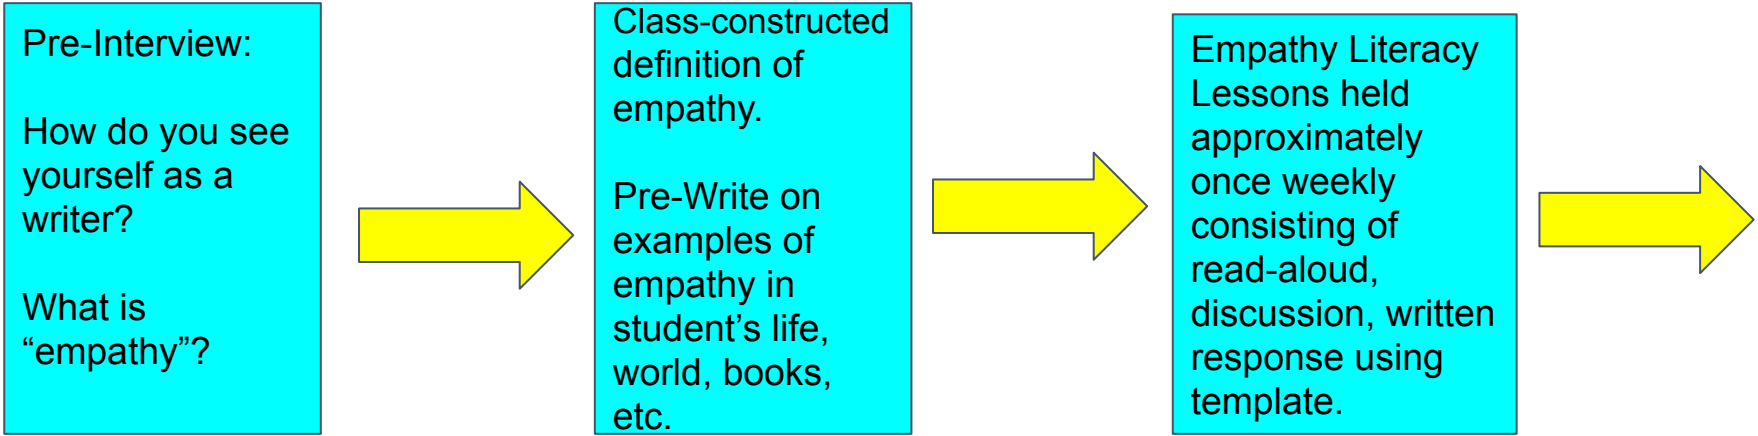 Pre-Interview:
How do you see
yourself as a
writer?
What is
“empathy”?
Class-constructed
definition of
empathy.
Pre-Write on
examples of
empathy in
student’s life,
world, books,
etc.
Empathy Literacy
Lessons held
approximately
once weekly
consisting of
read-aloud,
discussion, written
response using
template.